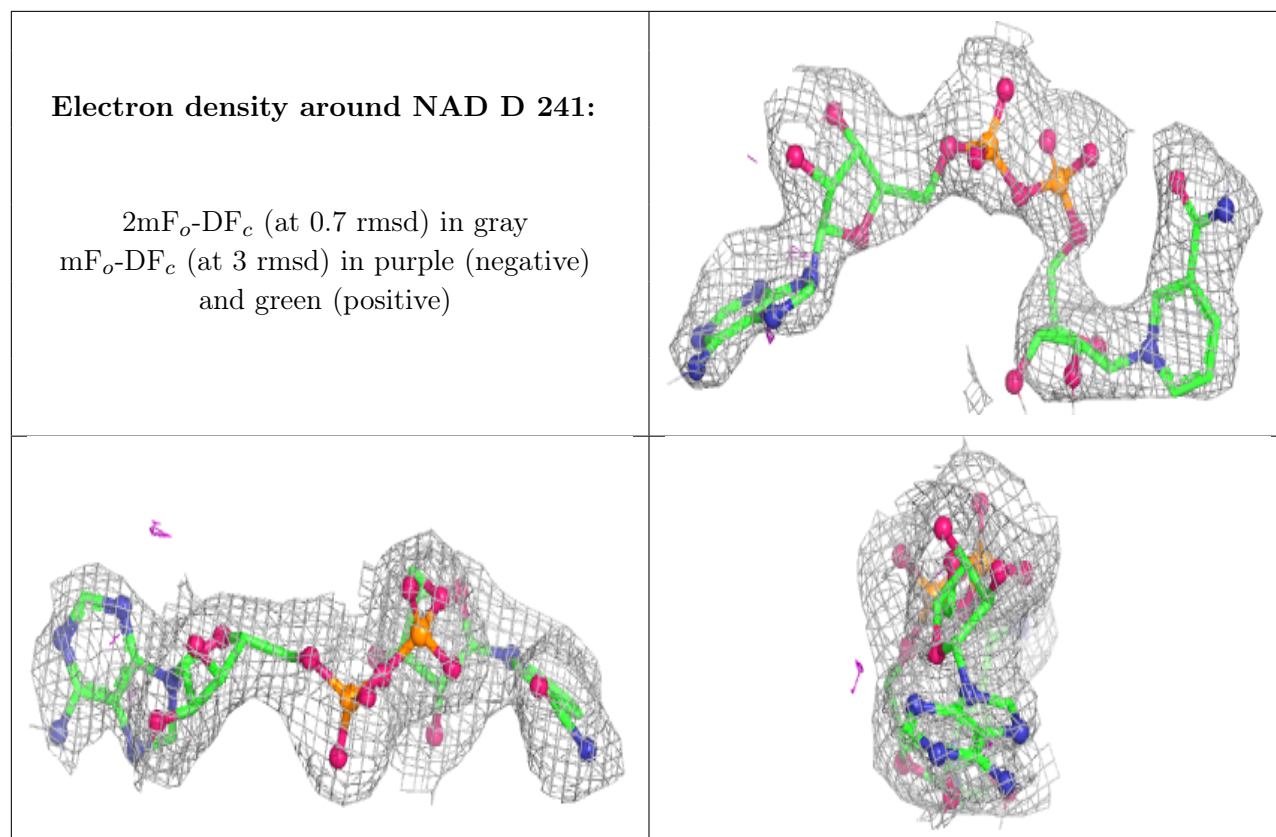 Electron density around NAD D 241:
2mFₒ-DF𝒸 (at 0.7 rmsd) in gray
mFₒ-DF𝒸 (at 3 rmsd) in purple (negative)
and green (positive)